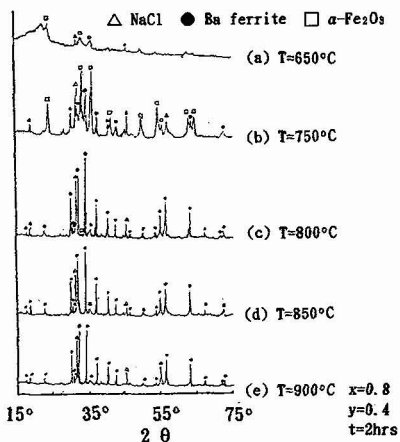 △ NaCl ● Ba ferrite □ α-Fe₂O₃
(a) T=650°C
(b) T=750°C
(c) T=800°C
(d) T=850°C
(e) T=900°C
x=0.8
15° 35° 55° 75°
y=0.4
2 θ
t=2hrs